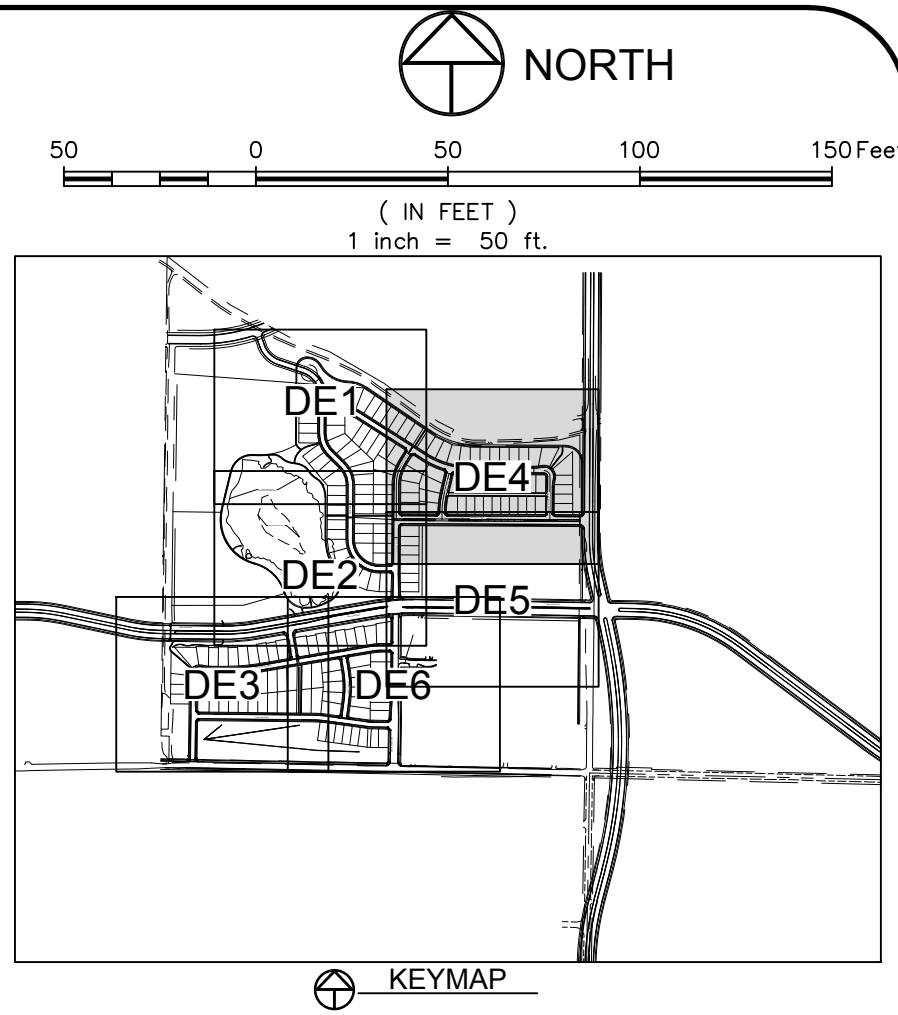 NORTH
50 0 50 100 150 Feet
( IN FEET )
1 inch = 50 ft.
DE1
DE4
DE2
DE5
DE3 DE6
KEYMAP